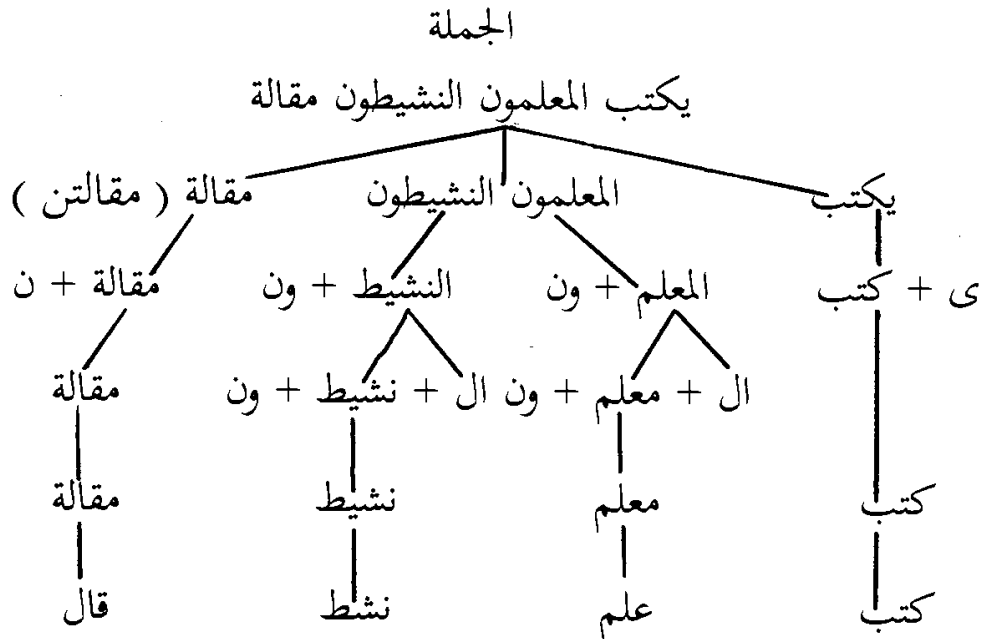 الجملة
يكتب المعلمون النشيطون مقالة
يكتب المعلمون النشيطون مقالة ( مقالتن )
ى + كتب المعلم + ون النشيط + ون مقالة + ن
ال + معلم + ون ال + نشيط + ون مقالة
كتب معلم نشيط مقالة
كتب علم نشط قال